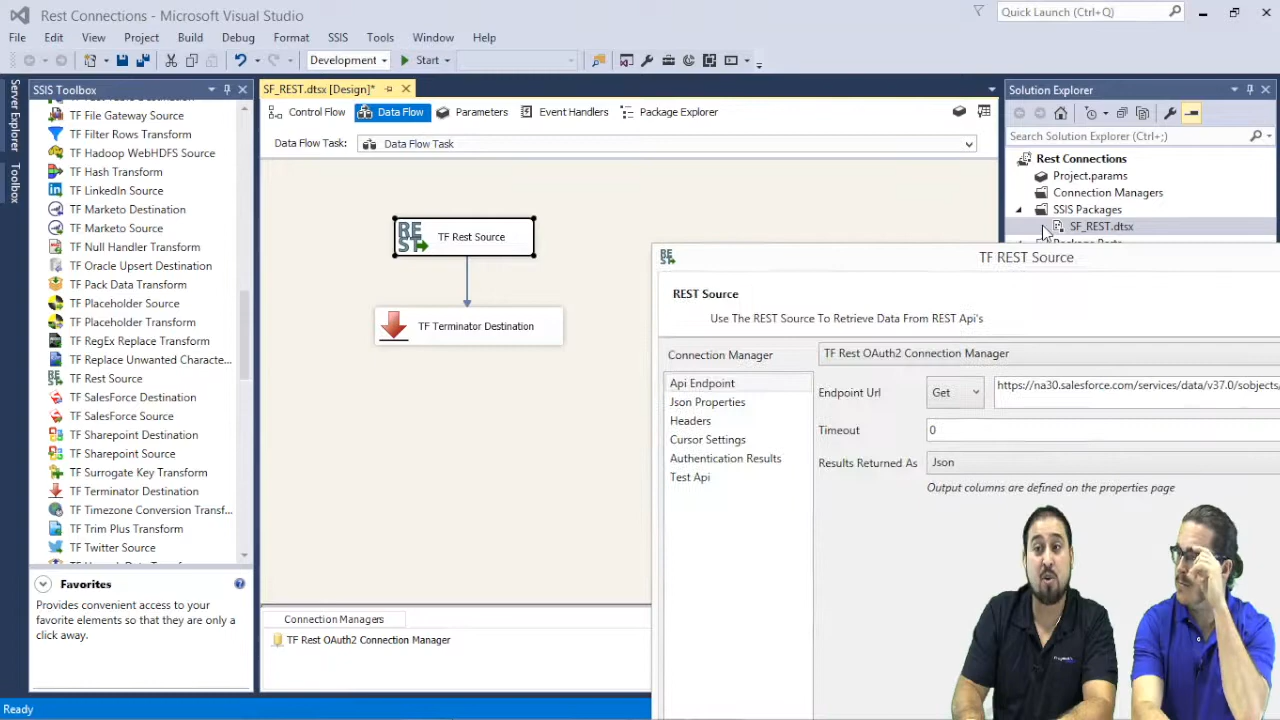 Rest Connections - Microsoft Visual Studio
Quick Launch (Ctrl+Q)
File Edit View Project Build Debug Format SSIS Tools Window Help
Development Start
Server Explorer
Toolbox
SSIS Toolbox
TF File Gateway Source
TF Filter Rows Transform
TF Hadoop WebHDFS Source
TF Hash Transform
TF LinkedIn Source
TF Marketo Destination
TF Marketo Source
TF Null Handler Transform
TF Oracle Upsert Destination
TF Pack Data Transform
TF Placeholder Source
TF Placeholder Transform
TF RegEx Replace Transform
TF Replace Unwanted Characte...
TF Rest Source
TF SalesForce Destination
TF SalesForce Source
TF Sharepoint Destination
TF Sharepoint Source
TF Surrogate Key Transform
TF Terminator Destination
TF Timezone Conversion Transf...
TF Trim Plus Transform
TF Twitter Source
Favorites
Provides convenient access to your
favorite elements so that they are only a
click away.
Ready
SF_REST.dtsx [Design]*
Control Flow Data Flow Parameters Event Handlers Package Explorer
Data Flow Task: Data Flow Task
REST TF Rest Source
TF Terminator Destination
Connection Managers
TF Rest OAuth2 Connection Manager
Solution Explorer
Search Solution Explorer (Ctrl+;)
Rest Connections
Project.params
Connection Managers
SSIS Packages
SF_REST.dtsx
TF REST Source
REST Source
Use The REST Source To Retrieve Data From REST Api's
Connection Manager TF Rest OAuth2 Connection Manager
Api Endpoint
Json Properties
Headers
Cursor Settings
Authentication Results
Test Api
Endpoint Url Get https://na30.salesforce.com/services/data/v37.0/sobjects
Timeout 0
Results Returned As Json
Output columns are defined on the properties page